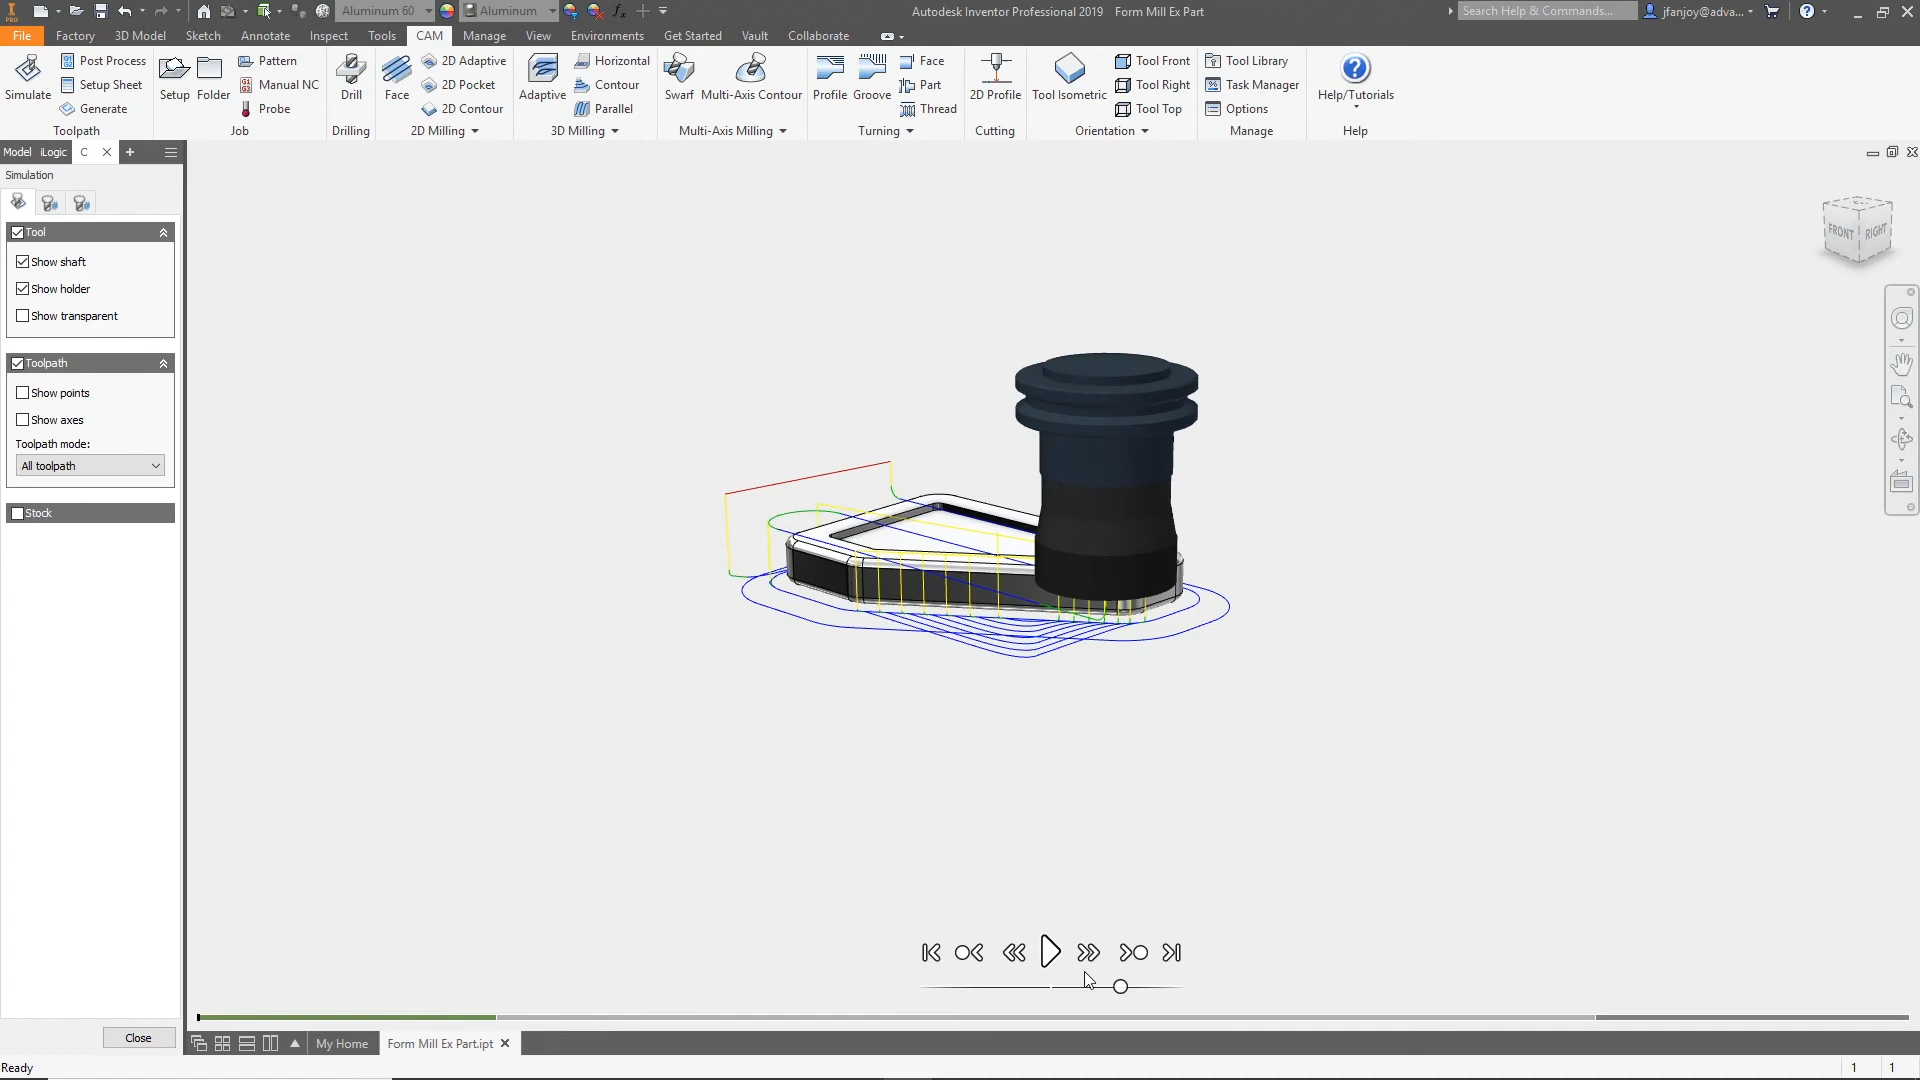 PRO
Aluminum 60
Aluminum
Autodesk Inventor Professional 2019 Form Mill Ex Part
Search Help & Commands...
jfanjoy@adva...
File Factory 3D Model Sketch Annotate Inspect Tools CAM Manage View Environments Get Started Vault Collaborate
Simulate
Post Process
Setup Sheet
Generate
Toolpath
Setup
Folder
Pattern
Manual NC
Probe
Job
Drill
Drilling
Face
2D Adaptive
2D Pocket
2D Contour
2D Milling
Adaptive
Horizontal
Contour
Parallel
3D Milling
Swarf
Multi-Axis Contour
Multi-Axis Milling
Profile
Groove
Face
Part
Thread
Turning
2D Profile
Cutting
Tool Isometric
Tool Front
Tool Right
Tool Top
Orientation
Tool Library
Task Manager
Options
Manage
Help/Tutorials
Help
Model iLogic C
Simulation
Tool
Show shaft
Show holder
Show transparent
Toolpath
Show points
Show axes
Toolpath mode:
All toolpath
Stock
FRONT RIGHT
Close
My Home
Form Mill Ex Part.ipt
Ready
1 1